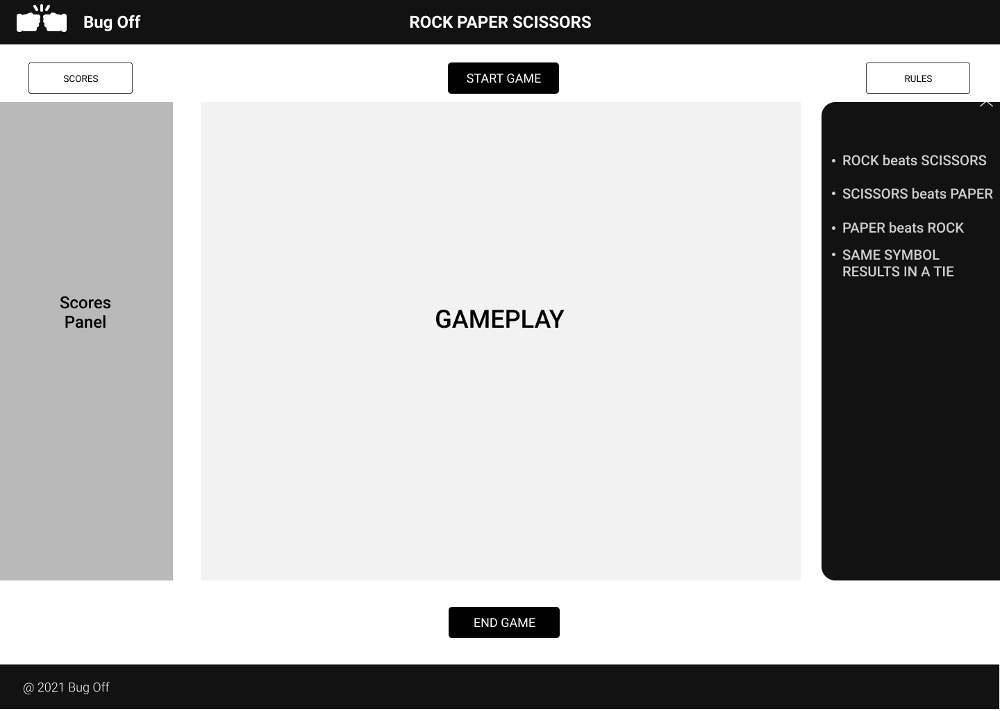 Bug Off
ROCK PAPER SCISSORS
SCORES
START GAME
RULES
• ROCK beats SCISSORS
• SCISSORS beats PAPER
• PAPER beats ROCK
• SAME SYMBOL
RESULTS IN A TIE
Scores
Panel
GAMEPLAY
END GAME
@ 2021 Bug Off